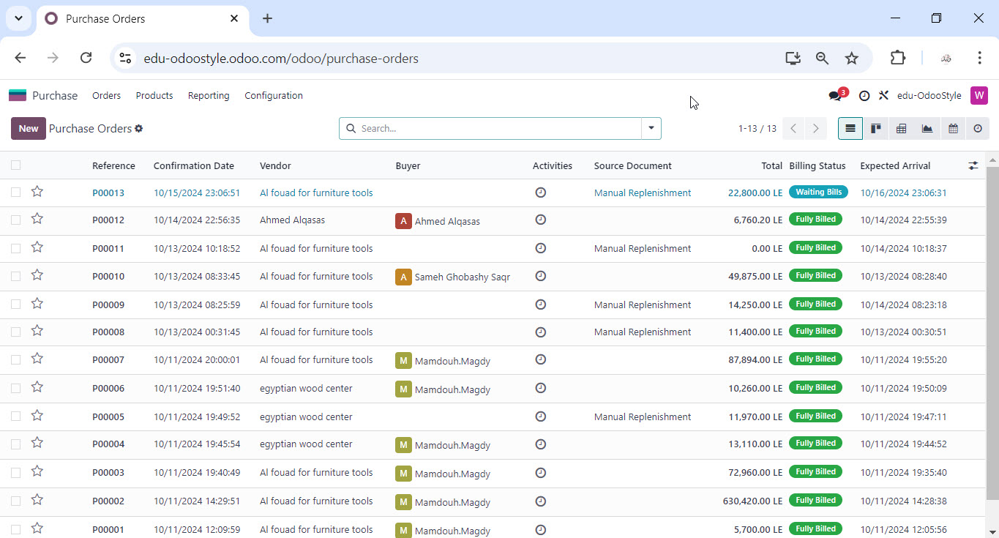 Purchase Orders
edu-odoostyle.odoo.com/odoo/purchase-orders
Purchase Orders Products Reporting Configuration 3 edu-OdooStyle W
New Purchase Orders Search... 1-13 / 13
Reference Confirmation Date Vendor Buyer Activities Source Document Total Billing Status Expected Arrival
P00013 10/15/2024 23:06:51 Al fouad for furniture tools Manual Replenishment 22,800.00 LE Waiting Bills 10/16/2024 23:06:31
P00012 10/14/2024 22:56:35 Ahmed Alqasas A Ahmed Alqasas 6,760.20 LE Fully Billed 10/14/2024 22:55:39
P00011 10/13/2024 10:18:52 Al fouad for furniture tools Manual Replenishment 0.00 LE Fully Billed 10/14/2024 10:18:37
P00010 10/13/2024 08:33:45 Al fouad for furniture tools A Sameh Ghobashy Saqr 49,875.00 LE Fully Billed 10/13/2024 08:28:40
P00009 10/13/2024 08:25:59 Al fouad for furniture tools Manual Replenishment 14,250.00 LE Fully Billed 10/14/2024 08:23:18
P00008 10/13/2024 00:31:45 Al fouad for furniture tools Manual Replenishment 11,400.00 LE Fully Billed 10/13/2024 00:30:51
P00007 10/11/2024 20:00:01 Al fouad for furniture tools M Mamdouh.Magdy 87,894.00 LE Fully Billed 10/11/2024 19:55:20
P00006 10/11/2024 19:51:40 egyptian wood center M Mamdouh.Magdy 10,260.00 LE Fully Billed 10/11/2024 19:50:09
P00005 10/11/2024 19:49:52 egyptian wood center Manual Replenishment 11,970.00 LE Fully Billed 10/11/2024 19:47:11
P00004 10/11/2024 19:45:54 egyptian wood center M Mamdouh.Magdy 13,110.00 LE Fully Billed 10/11/2024 19:44:52
P00003 10/11/2024 19:40:49 Al fouad for furniture tools M Mamdouh.Magdy 72,960.00 LE Fully Billed 10/11/2024 19:35:40
P00002 10/11/2024 14:29:51 Al fouad for furniture tools M Mamdouh.Magdy 630,420.00 LE Fully Billed 10/11/2024 14:28:38
P00001 10/11/2024 12:09:59 Al fouad for furniture tools M Mamdouh.Magdy 5,700.00 LE Fully Billed 10/11/2024 12:05:56